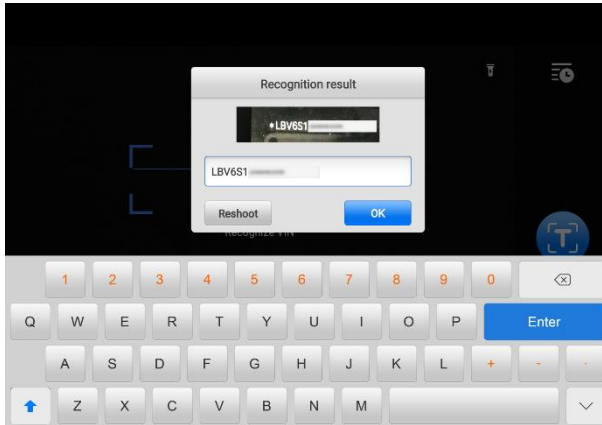 Recognition result
*LBV6S1
LBV6S1
Reshoot
OK
Recognize VIN
1 2 3 4 5 6 7 8 9 0
Q W E R T Y U I O P Enter
A S D F G H J K L + - -
Z X C V B N M